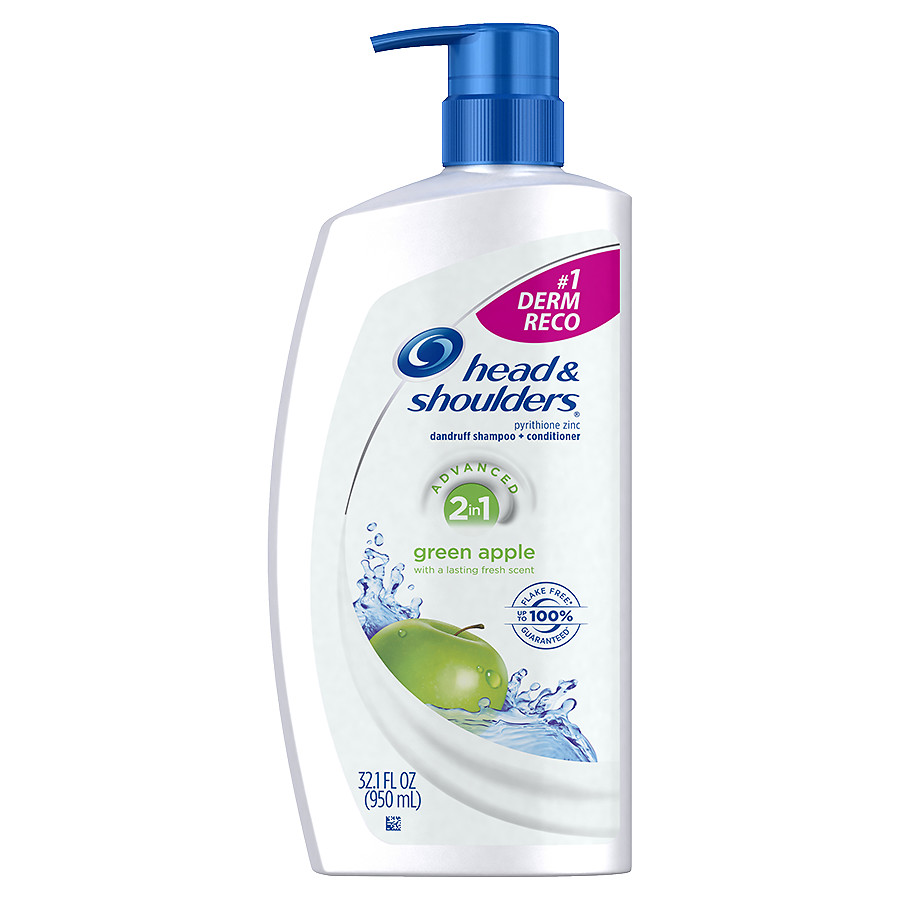 #1
DERM
RECO
head &
shoulders®
pyrithione zinc
dandruff shampoo + conditioner
ADVANCED
2in1
green apple
with a lasting fresh scent
FLAKE FREE*
UP TO 100%
GUARANTEED*
32.1 FL OZ
(950 mL)